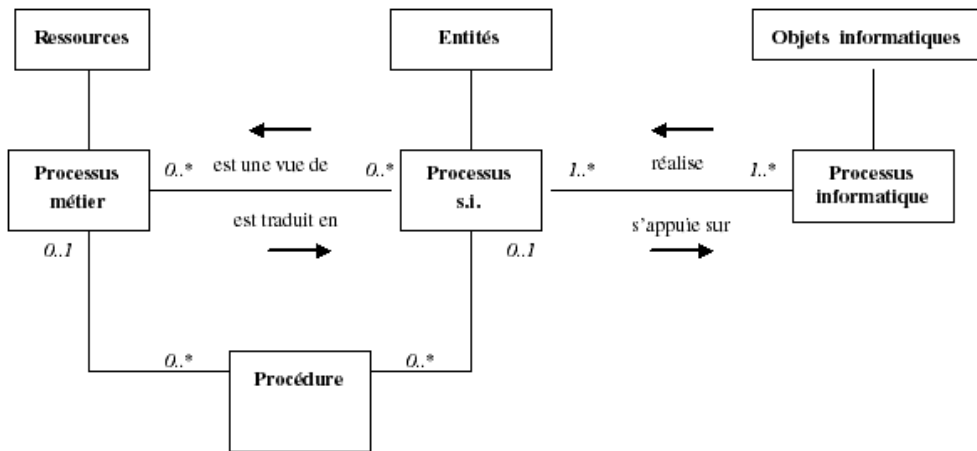 Ressources
Entités
Objets informatiques
Processus
métier
0..*
est une vue de
0..*
Processus
s.i.
1..*
réalise
1..*
Processus
informatique
est traduit en
s'appuie sur
0..1
0..1
0..*
Procédure
0..*